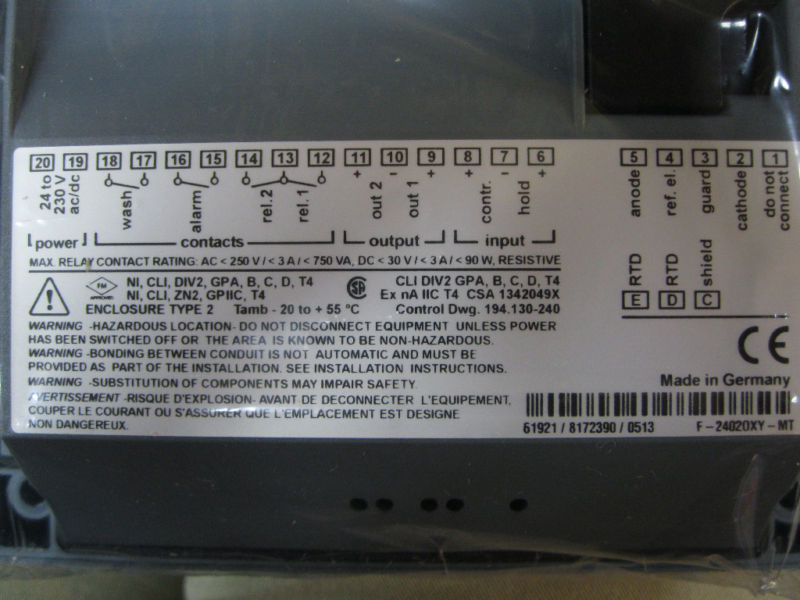 20 19 18 17 16 15 14 13 12 11 10 9 8 7 6 5 4 3 2 1
+ - + + - +
24 to
230 V
ac/dc
wash
alarm
rel.2
rel.1
out 2
out 1
contr.
hold
anode
ref. el.
guard
cathode
do not
connect
power contacts output input
RTD
RTD
shield
E D C
MAX. RELAY CONTACT RATING: AC < 250 V / < 3 A / < 750 VA, DC < 30 V / < 3 A / < 90 W, RESISTIVE
FM
APPROVED
NI, CLI, DIV2, GPA, B, C, D, T4
NI, CLI, ZN2, GPIIC, T4
CLI DIV2 GPA, B, C, D, T4
Ex nA IIC T4 CSA 1342049X
ENCLOSURE TYPE 2 Tamb - 20 to + 55 °C Control Dwg. 194.130-240
WARNING -HAZARDOUS LOCATION- DO NOT DISCONNECT EQUIPMENT UNLESS POWER
HAS BEEN SWITCHED OFF OR THE AREA IS KNOWN TO BE NON-HAZARDOUS.
WARNING -BONDING BETWEEN CONDUIT IS NOT AUTOMATIC AND MUST BE
PROVIDED AS PART OF THE INSTALLATION. SEE INSTALLATION INSTRUCTIONS.
WARNING -SUBSTITUTION OF COMPONENTS MAY IMPAIR SAFETY.
AVERTISSEMENT -RISQUE D'EXPLOSION- AVANT DE DECONNECTER L'EQUIPEMENT,
COUPER LE COURANT OU S'ASSURER QUE L'EMPLACEMENT EST DESIGNE
NON DANGEREUX.
CE
Made in Germany
61921 / 8172390 / 0513 F-2402OXY-MT